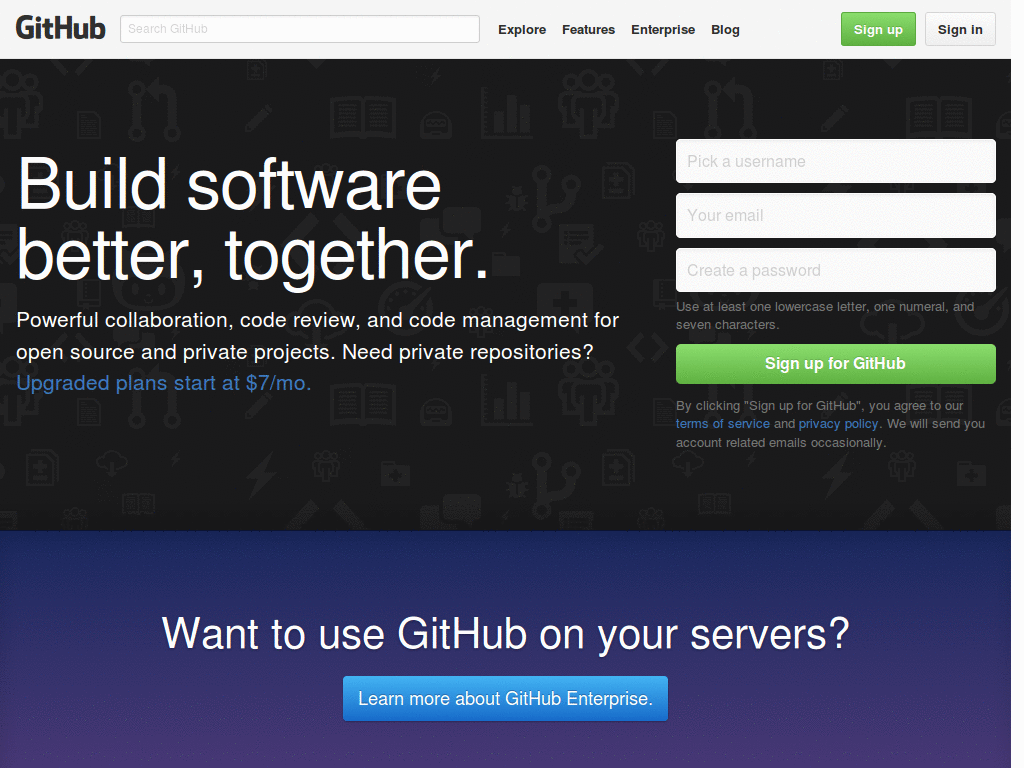 GitHub
Search GitHub
Explore Features Enterprise Blog
Sign up
Sign in
Build software
better, together.
Powerful collaboration, code review, and code management for
open source and private projects. Need private repositories?
Upgraded plans start at $7/mo.
Pick a username
Your email
Create a password
Use at least one lowercase letter, one numeral, and
seven characters.
Sign up for GitHub
By clicking "Sign up for GitHub", you agree to our
terms of service and privacy policy. We will send you
account related emails occasionally.
Want to use GitHub on your servers?
Learn more about GitHub Enterprise.